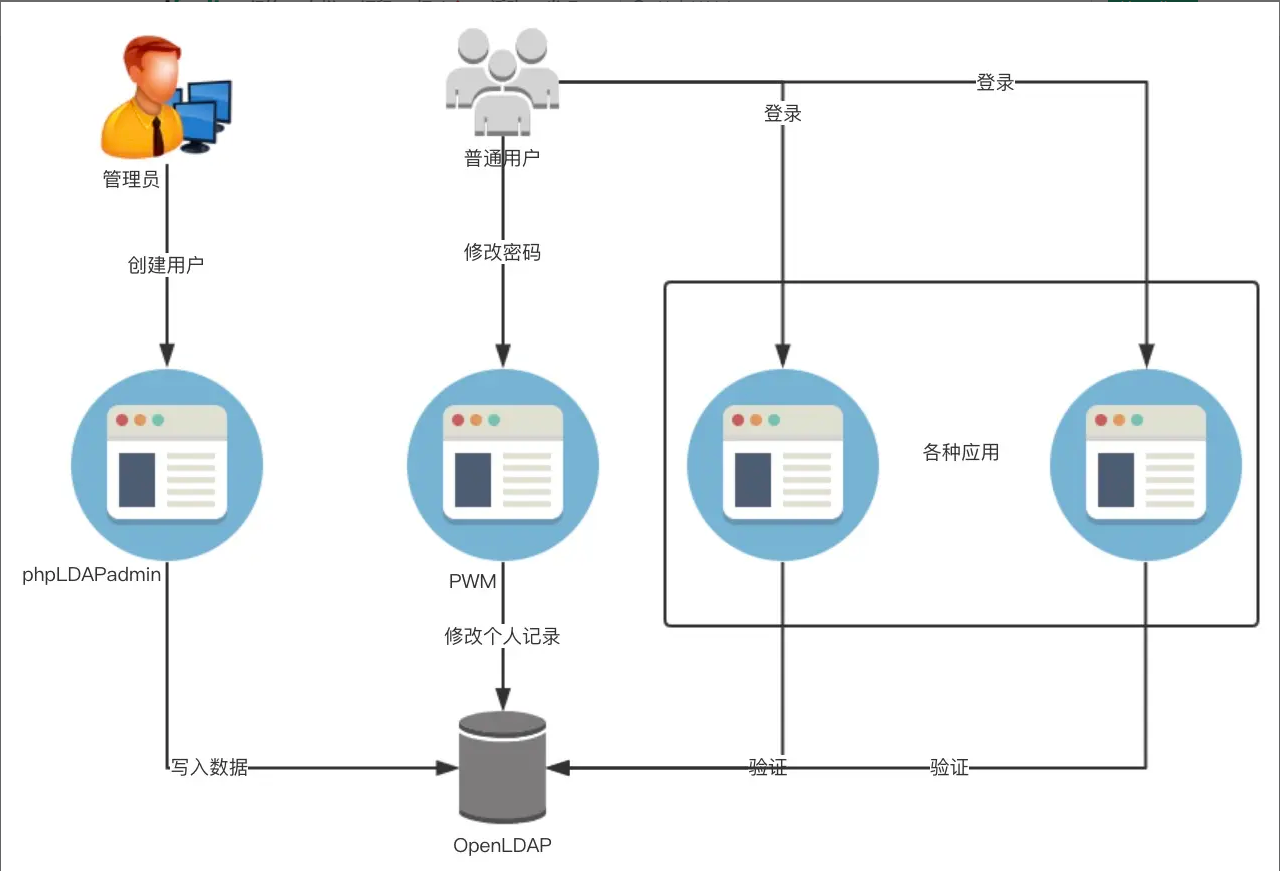 登录
登录
普通用户
管理员
修改密码
创建用户
各种应用
phpLDAPadmin
PWM
修改个人记录
写入数据
验证
验证
OpenLDAP